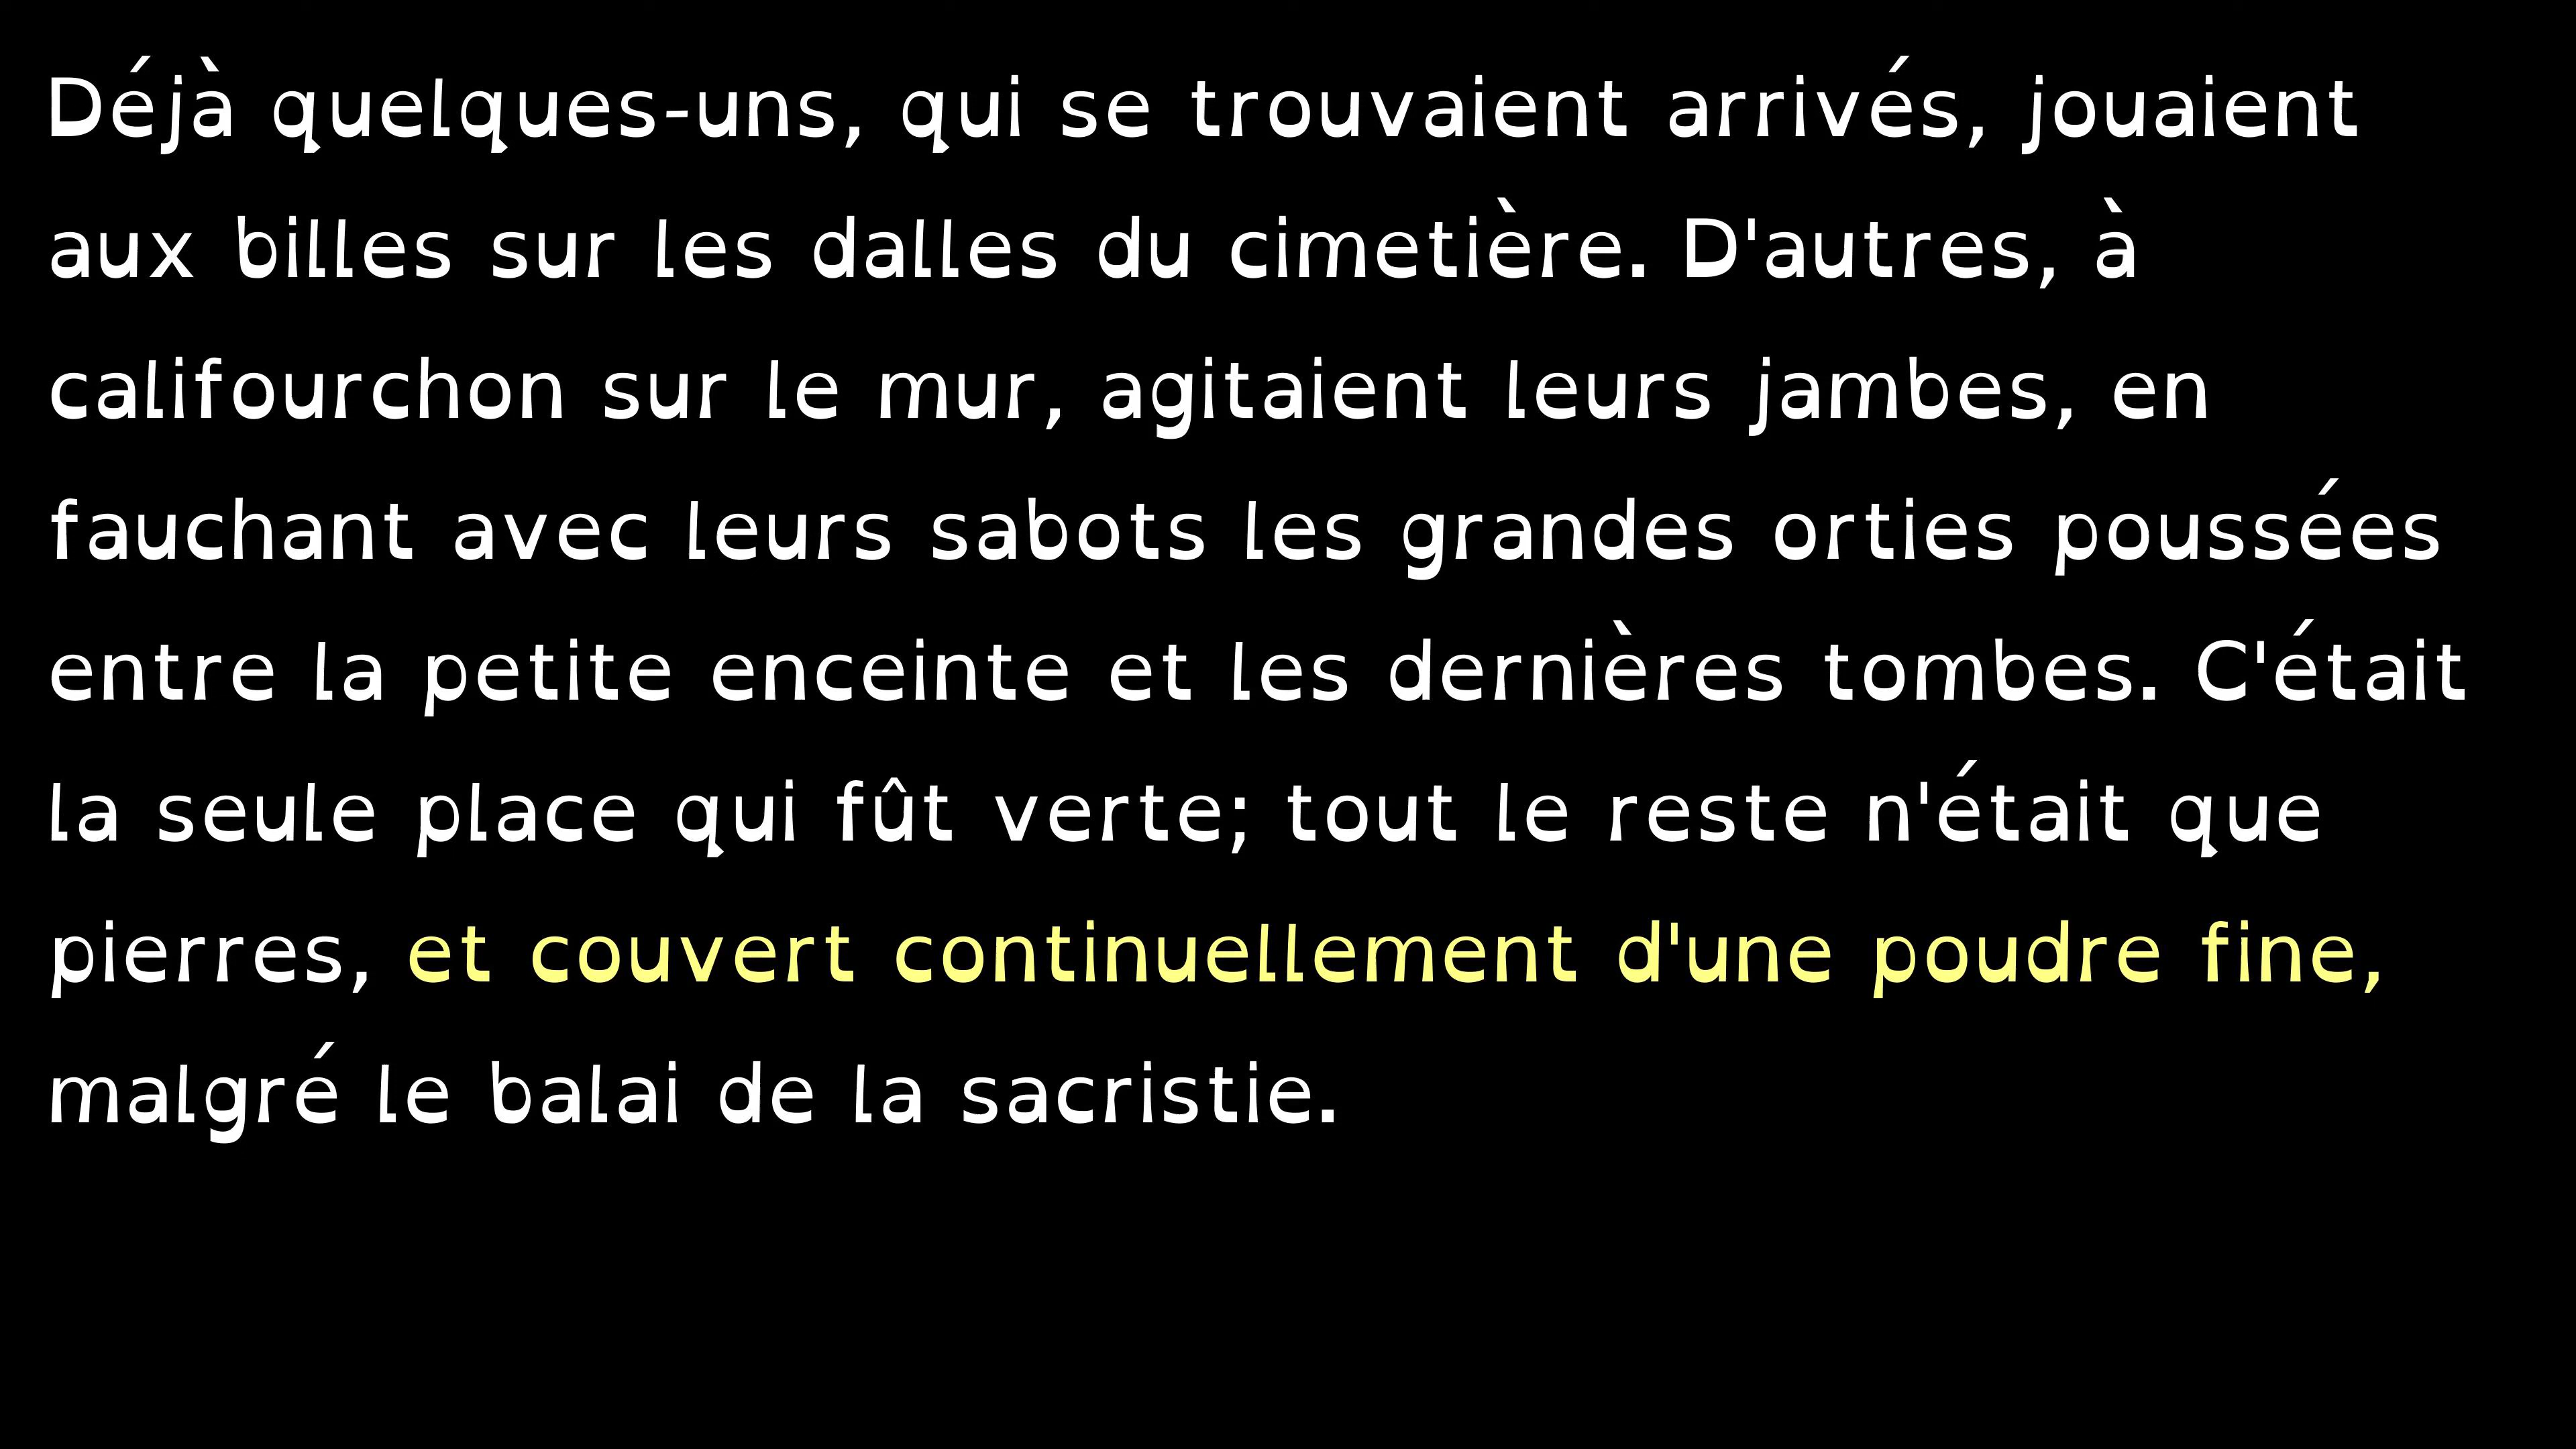 Déjà quelques-uns, qui se trouvaient arrivés, jouaient
aux billes sur les dalles du cimetière. D'autres, à
califourchon sur le mur, agitaient leurs jambes, en
fauchant avec leurs sabots les grandes orties poussées
entre la petite enceinte et les dernières tombes. C'était
la seule place qui fût verte; tout le reste n'était que
pierres, et couvert continuellement d'une poudre fine,
malgré le balai de la sacristie.